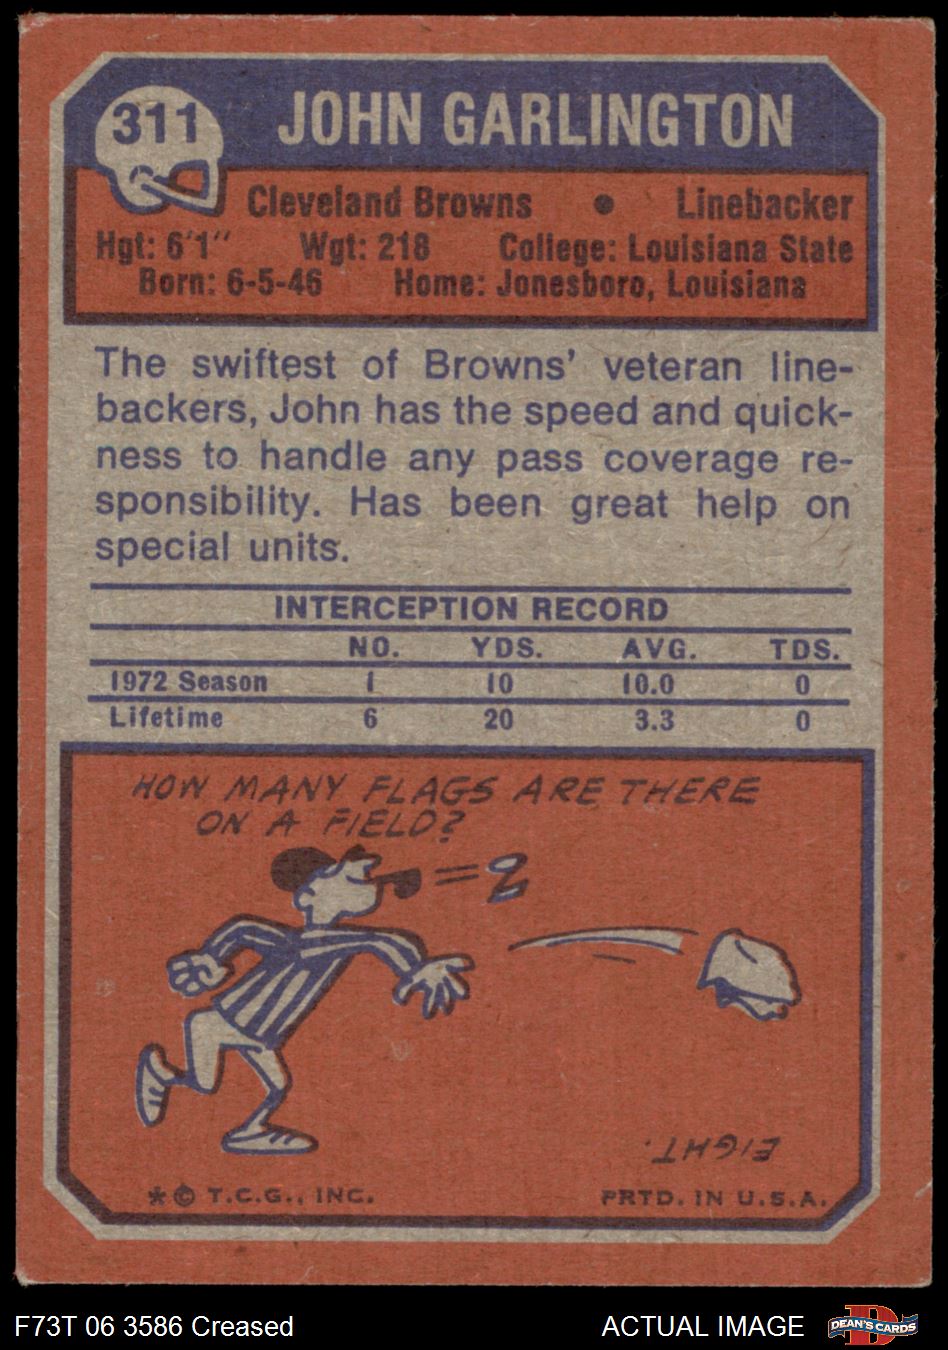 311
JOHN GARLINGTON
Cleveland Browns • Linebacker
Hgt: 6'1" Wgt: 218 College: Louisiana State
Born: 6-5-46 Home: Jonesboro, Louisiana
The swiftest of Browns' veteran line-
backers, John has the speed and quick-
ness to handle any pass coverage re-
sponsibility. Has been great help on
special units.
INTERCEPTION RECORD
NO. YDS. AVG. TDS.
1972 Season 1 10 10.0 0
Lifetime 6 20 3.3 0
HOW MANY FLAGS ARE THERE
ON A FIELD?
EIGHT.
* © T.C.G., INC. PRTD. IN U.S.A.
F73T 06 3586 Creased ACTUAL IMAGE DEAN'S CARDS